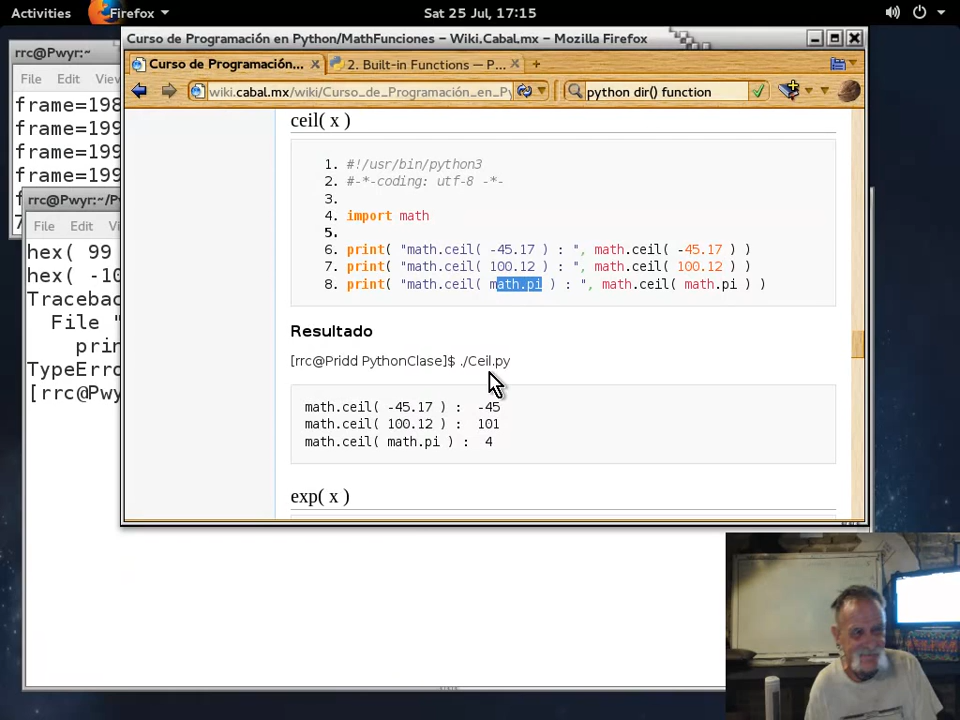 Activities Firefox Sat 25 Jul, 17:15
rrc@Pwyr:~
File Edit View
frame=198
frame=199
frame=199
frame=199
rrc@Pwyr:~/P
File Edit
hex( 99
hex( -10
Traceba
File "
prin
TypeErro
[rrc@Pwy
Curso de Programación en Python/MathFunciones – Wiki.Cabal.mx – Mozilla Firefox
Curso de Programación... 2. Built-in Functions — P...
wiki.cabal.mx/wiki/Curso_de_Programación_en_Py python dir() function
ceil( x )
1. #!/usr/bin/python3
2. #-*-coding: utf-8 -*-
3.
4. import math
5.
6. print( "math.ceil( -45.17 ) : ", math.ceil( -45.17 ) )
7. print( "math.ceil( 100.12 ) : ", math.ceil( 100.12 ) )
8. print( "math.ceil( math.pi ) : ", math.ceil( math.pi ) )
Resultado
[rrc@Pridd PythonClase]$ ./Ceil.py
math.ceil( -45.17 ) : -45
math.ceil( 100.12 ) : 101
math.ceil( math.pi ) : 4
exp( x )